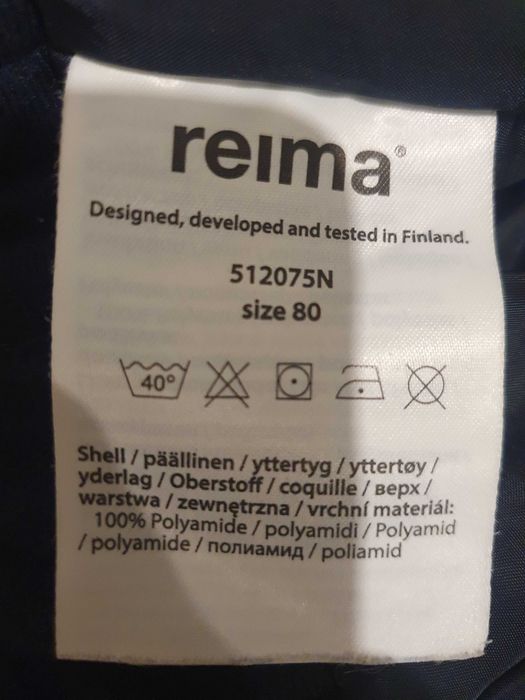 reima®
Designed, developed and tested in Finland.
512075N
size 80
40°
Shell / päällinen / yttertyg / yttertøy /
yderlag / Oberstoff / coquille / верх /
warstwa / zewnętrzna / vrchní materiál:
100% Polyamide / polyamidi / Polyamid
/ polyamide / полиамид / poliamid